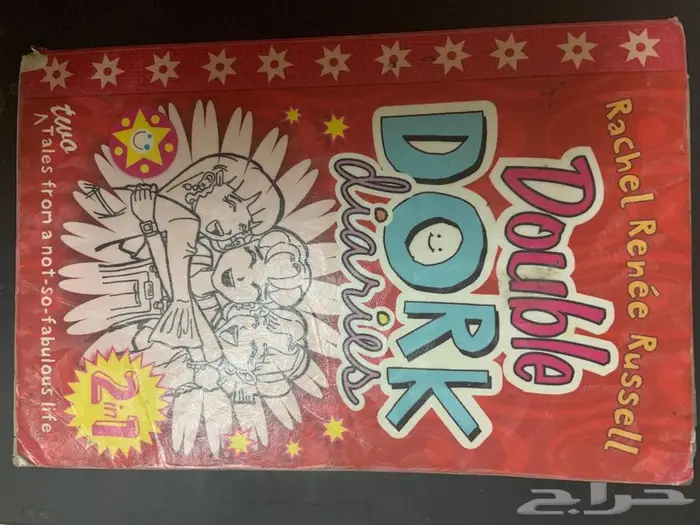 Rachel Renée Russell
Double
DORK
diaries
two
^Tales from a not-so-fabulous life
2 in 1
حراج